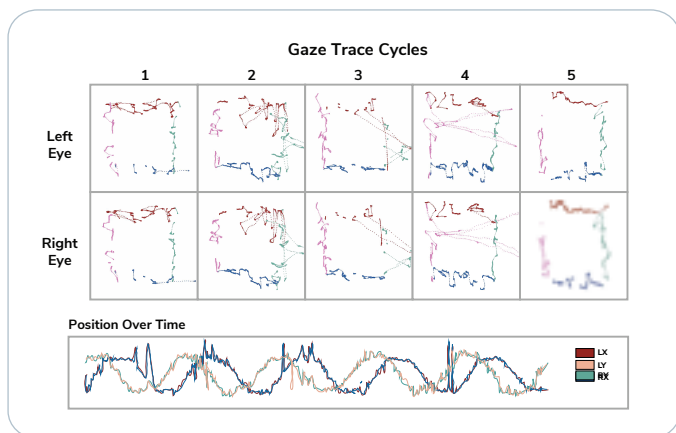 Gaze Trace Cycles
1 2 3 4 5
Left
Eye
Right
Eye
Position Over Time
LX
LY
RX